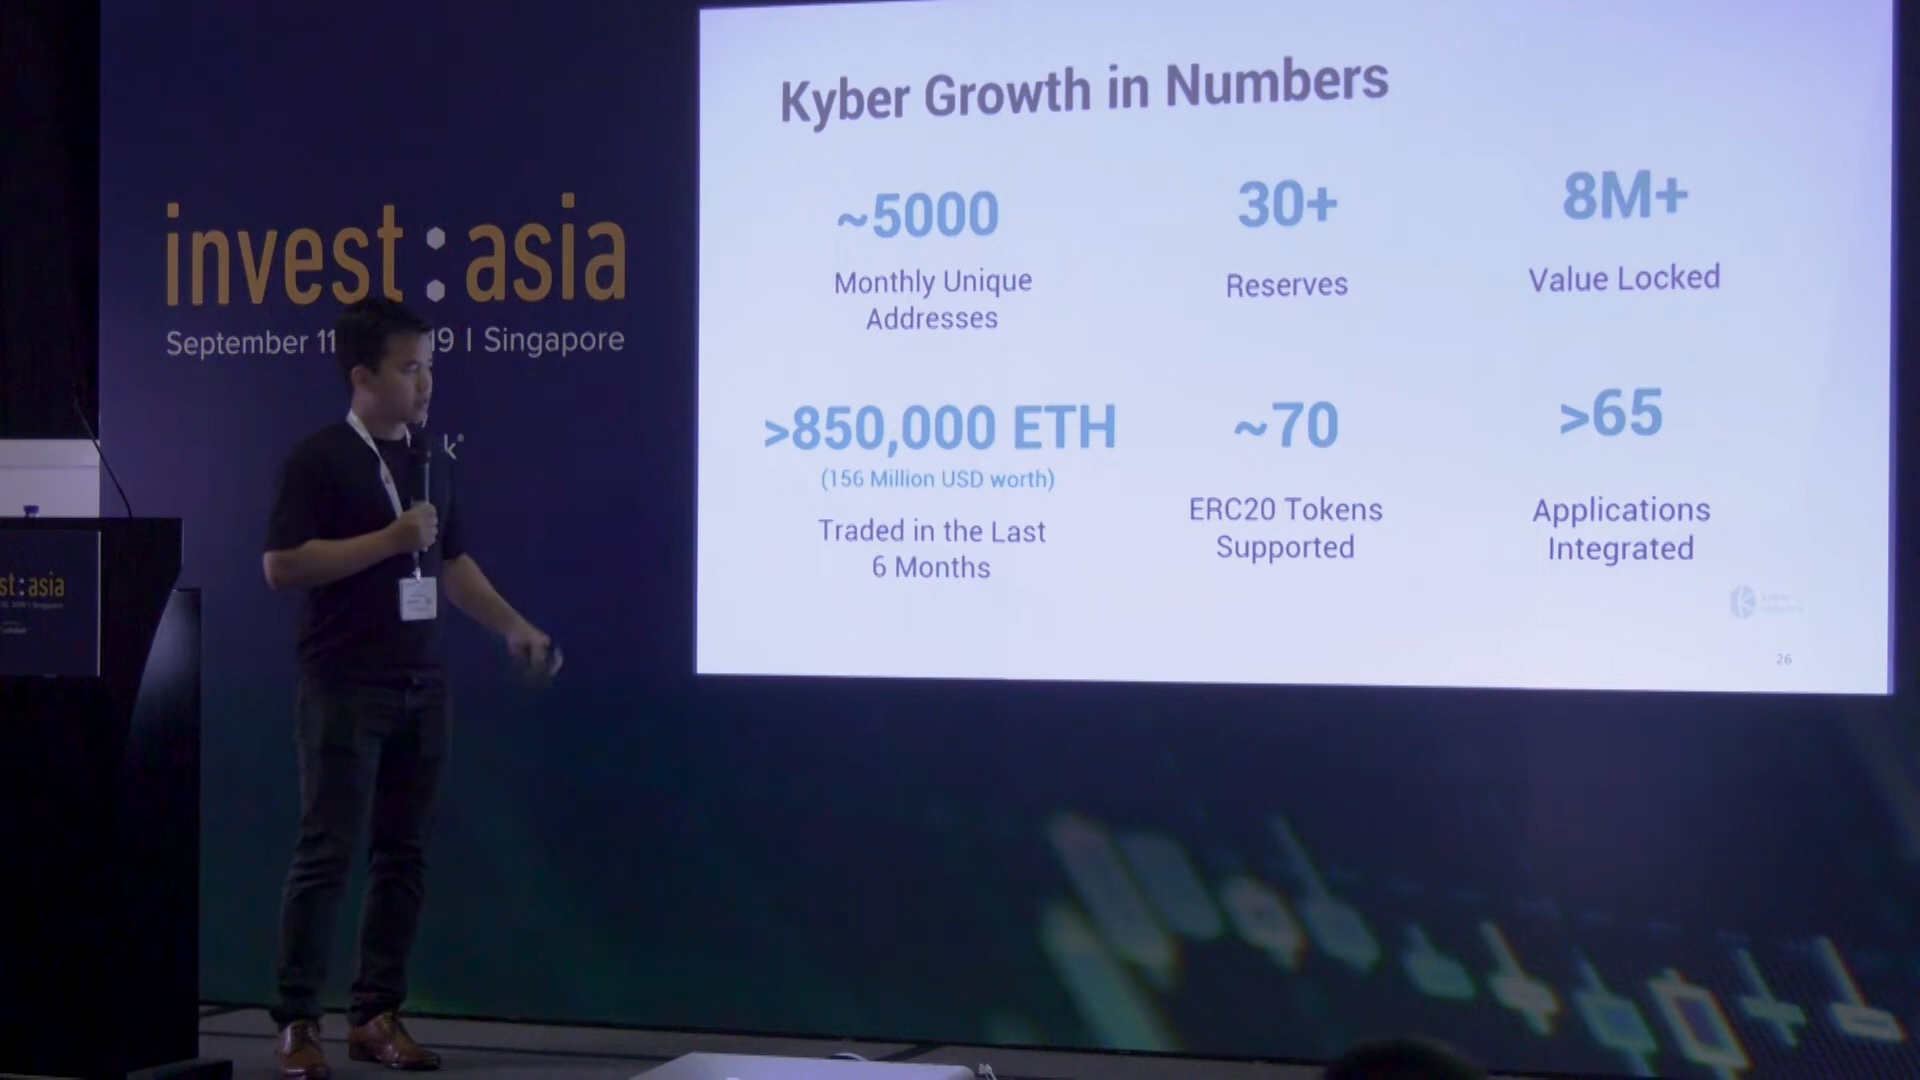 Kyber Growth in Numbers
~5000
Monthly Unique
Addresses
30+
Reserves
8M+
Value Locked
>850,000 ETH
(156 Million USD worth)
Traded in the Last
6 Months
~70
ERC20 Tokens
Supported
>65
Applications
Integrated
26
invest:asia
September 11 19 | Singapore
k
st:asia